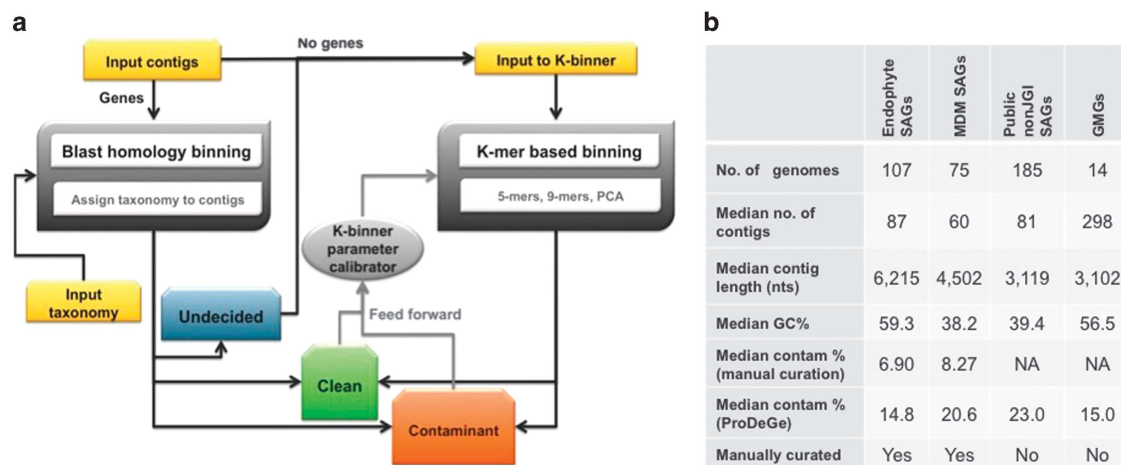 a
Input contigs
No genes
Input to K-binner
Genes
Blast homology binning
Assign taxonomy to contigs
K-mer based binning
5-mers, 9-mers, PCA
K-binner
parameter
calibrator
Input
taxonomy
Undecided
Feed forward
Clean
Contaminant
b
Endophyte
SAGs
MDM SAGs
Public
nonJGI
SAGs
GMGs
No. of genomes 107 75 185 14
Median no. of
contigs 87 60 81 298
Median contig
length (nts) 6,215 4,502 3,119 3,102
Median GC% 59.3 38.2 39.4 56.5
Median contam %
(manual curation) 6.90 8.27 NA NA
Median contam %
(ProDeGe) 14.8 20.6 23.0 15.0
Manually curated Yes Yes No No